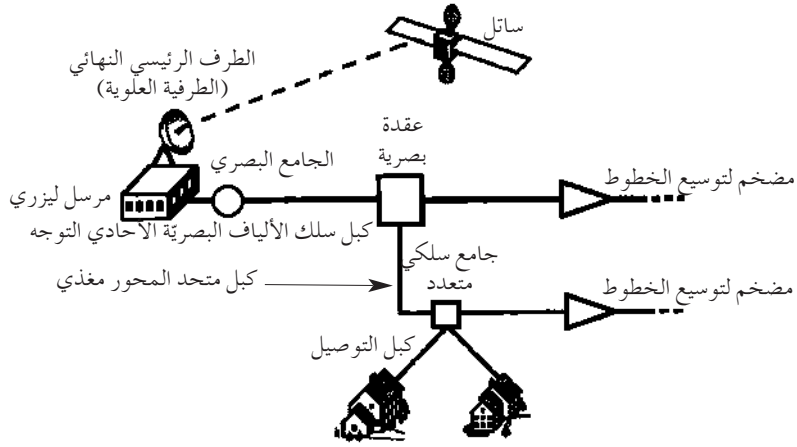 ساتل
الطرف الرئيسي النهائي
(الطرفية العلوية)
عقدة
بصرية
الجامع البصري
مضخم لتوسيع الخطوط
مرسل ليزري
كبل سلك الألياف البصريّة الأحادي التوجه
جامع سلكي
متعدد
كبل متحد المحور مغذي
مضخم لتوسيع الخطوط
كبل التوصيل